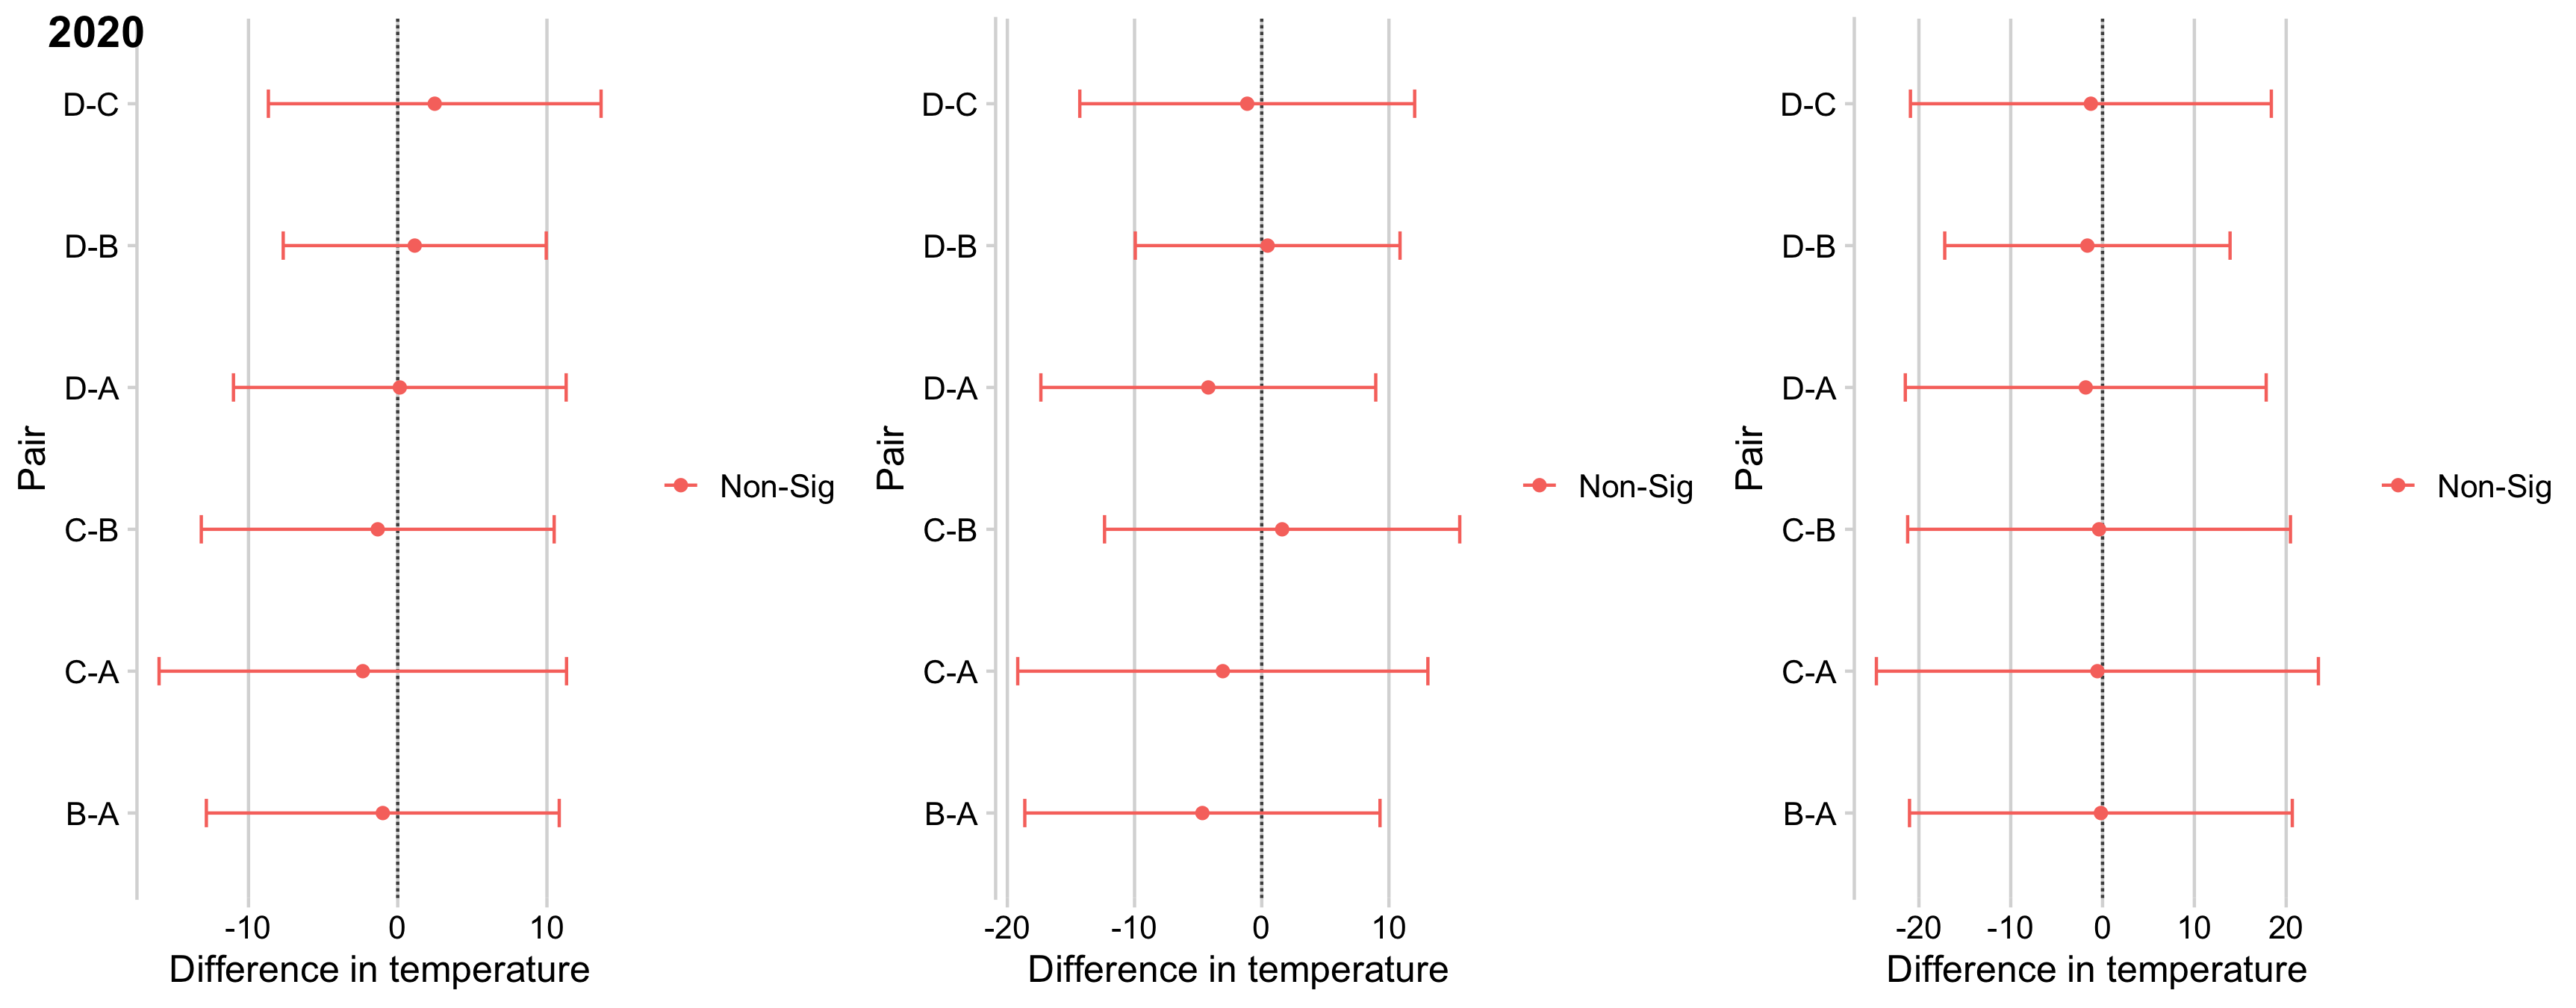 2020
D-C
D-B
D-A
C-B
C-A
B-A
Pair
-10 0 10
Difference in temperature
Non-Sig
D-C
D-B
D-A
C-B
C-A
B-A
Pair
-20 -10 0 10
Difference in temperature
Non-Sig
D-C
D-B
D-A
C-B
C-A
B-A
Pair
-20 -10 0 10 20
Difference in temperature
Non-Sig